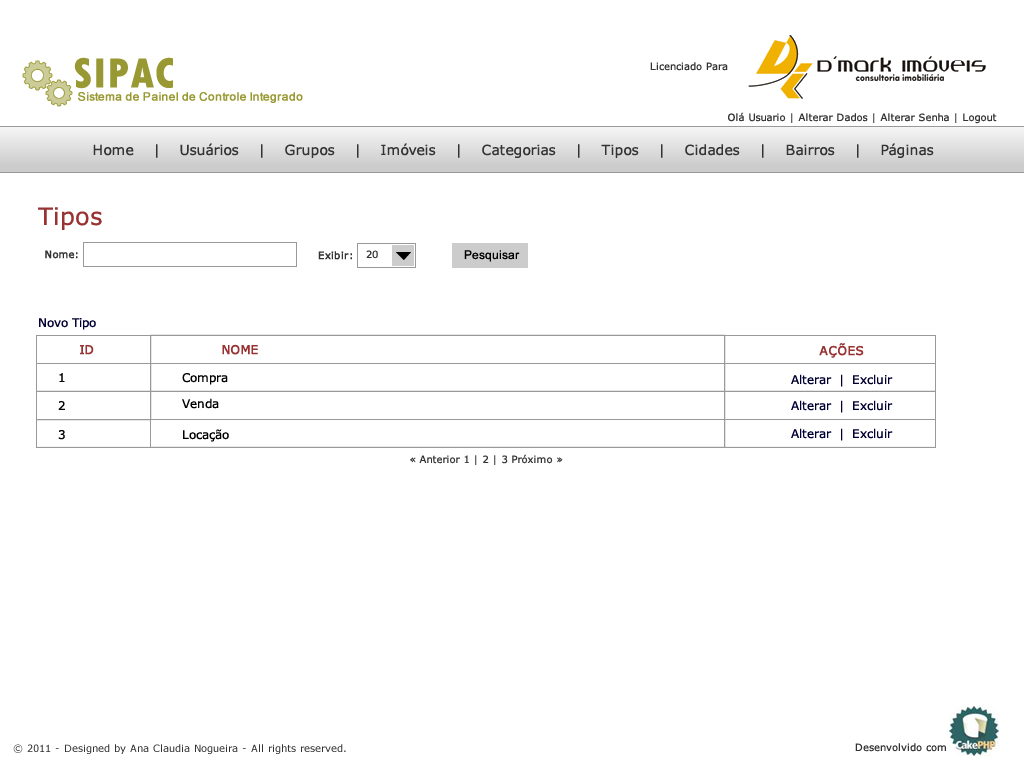 SIPAC
Sistema de Painel de Controle Integrado
Licenciado Para
D'mark imóveis
consultoria imobiliária
Olá Usuario | Alterar Dados | Alterar Senha | Logout
Home | Usuários | Grupos | Imóveis | Categorias | Tipos | Cidades | Bairros | Páginas
Tipos
Nome: Exibir: 20 Pesquisar
Novo Tipo
ID NOME AÇÕES
1 Compra Alterar | Excluir
2 Venda Alterar | Excluir
3 Locação Alterar | Excluir
« Anterior 1 | 2 | 3 Próximo »
© 2011 - Designed by Ana Claudia Nogueira - All rights reserved.
Desenvolvido com
CakePHP